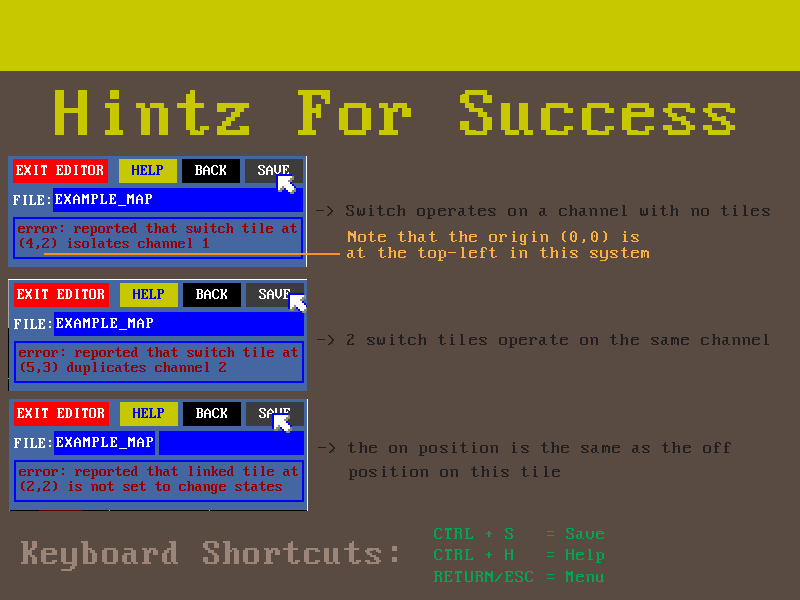 Hintz For Success
EXIT EDITOR HELP BACK SAVE
FILE:EXAMPLE_MAP
error: reported that switch tile at
(4,2) isolates channel 1
-> Switch operates on a channel with no tiles
Note that the origin (0,0) is
at the top-left in this system
EXIT EDITOR HELP BACK SAVE
FILE:EXAMPLE_MAP
error: reported that switch tile at
(5,3) duplicates channel 2
-> 2 switch tiles operate on the same channel
EXIT EDITOR HELP BACK SAVE
FILE:EXAMPLE_MAP
error: reported that linked tile at
(2,2) is not set to change states
-> the on position is the same as the off
position on this tile
Keyboard Shortcuts:
CTRL + S = Save
CTRL + H = Help
RETURN/ESC = Menu